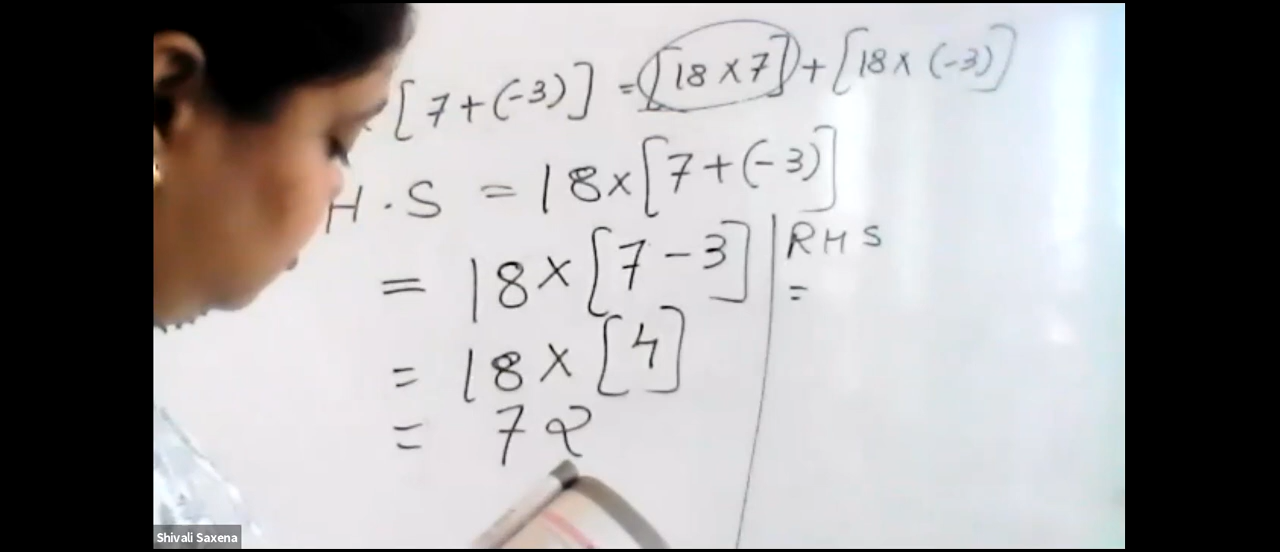 [7+(-3)] = [18×7]+[18×(-3)]
H.S = 18×[7+(-3)]
= 18×[7-3]
= 18×[4]
= 72
RHS
=
Shivali Saxena